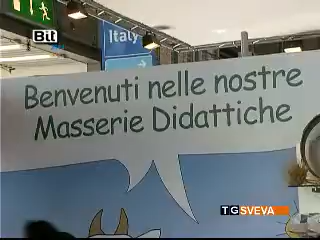 Bit
Italy
Benvenuti nelle nostre
Masserie Didattiche
TGSVEVA